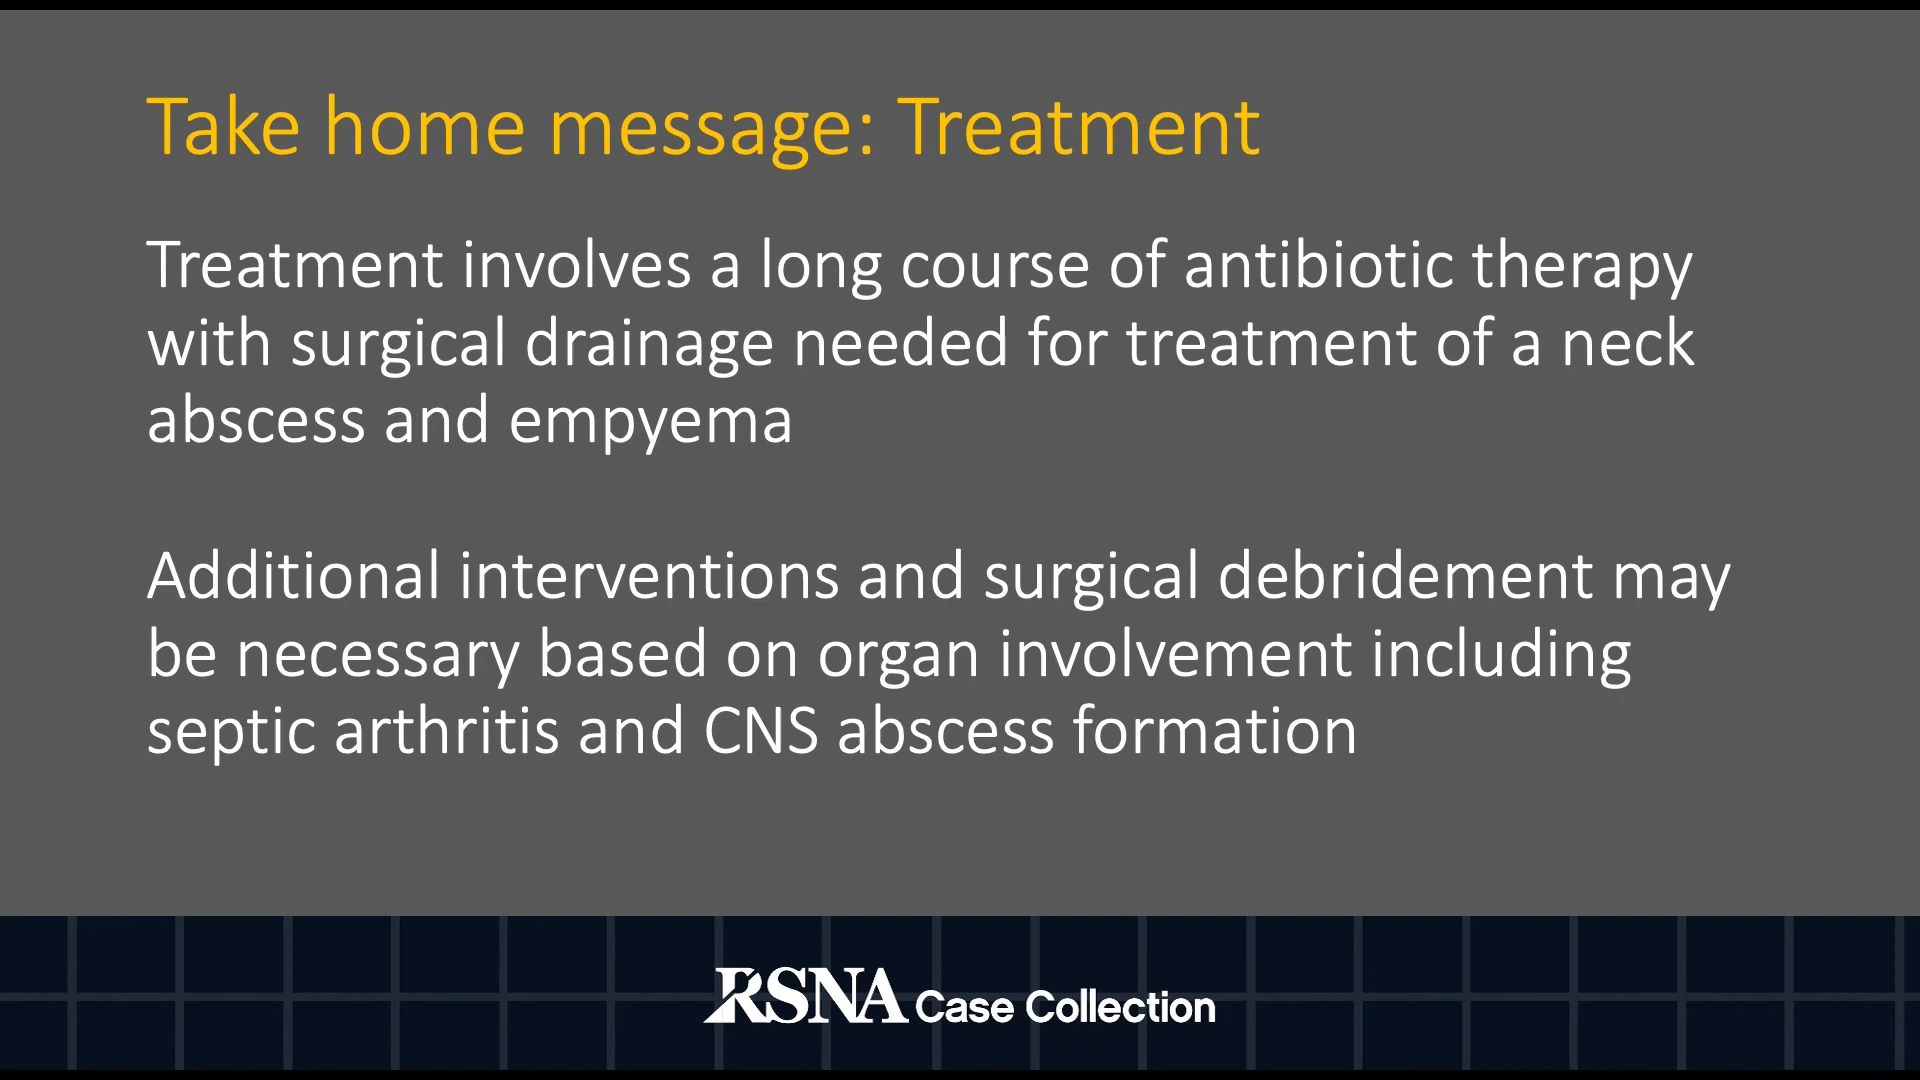 Take home message: Treatment
Treatment involves a long course of antibiotic therapy
with surgical drainage needed for treatment of a neck
abscess and empyema
Additional interventions and surgical debridement may
be necessary based on organ involvement including
septic arthritis and CNS abscess formation
RSNA Case Collection